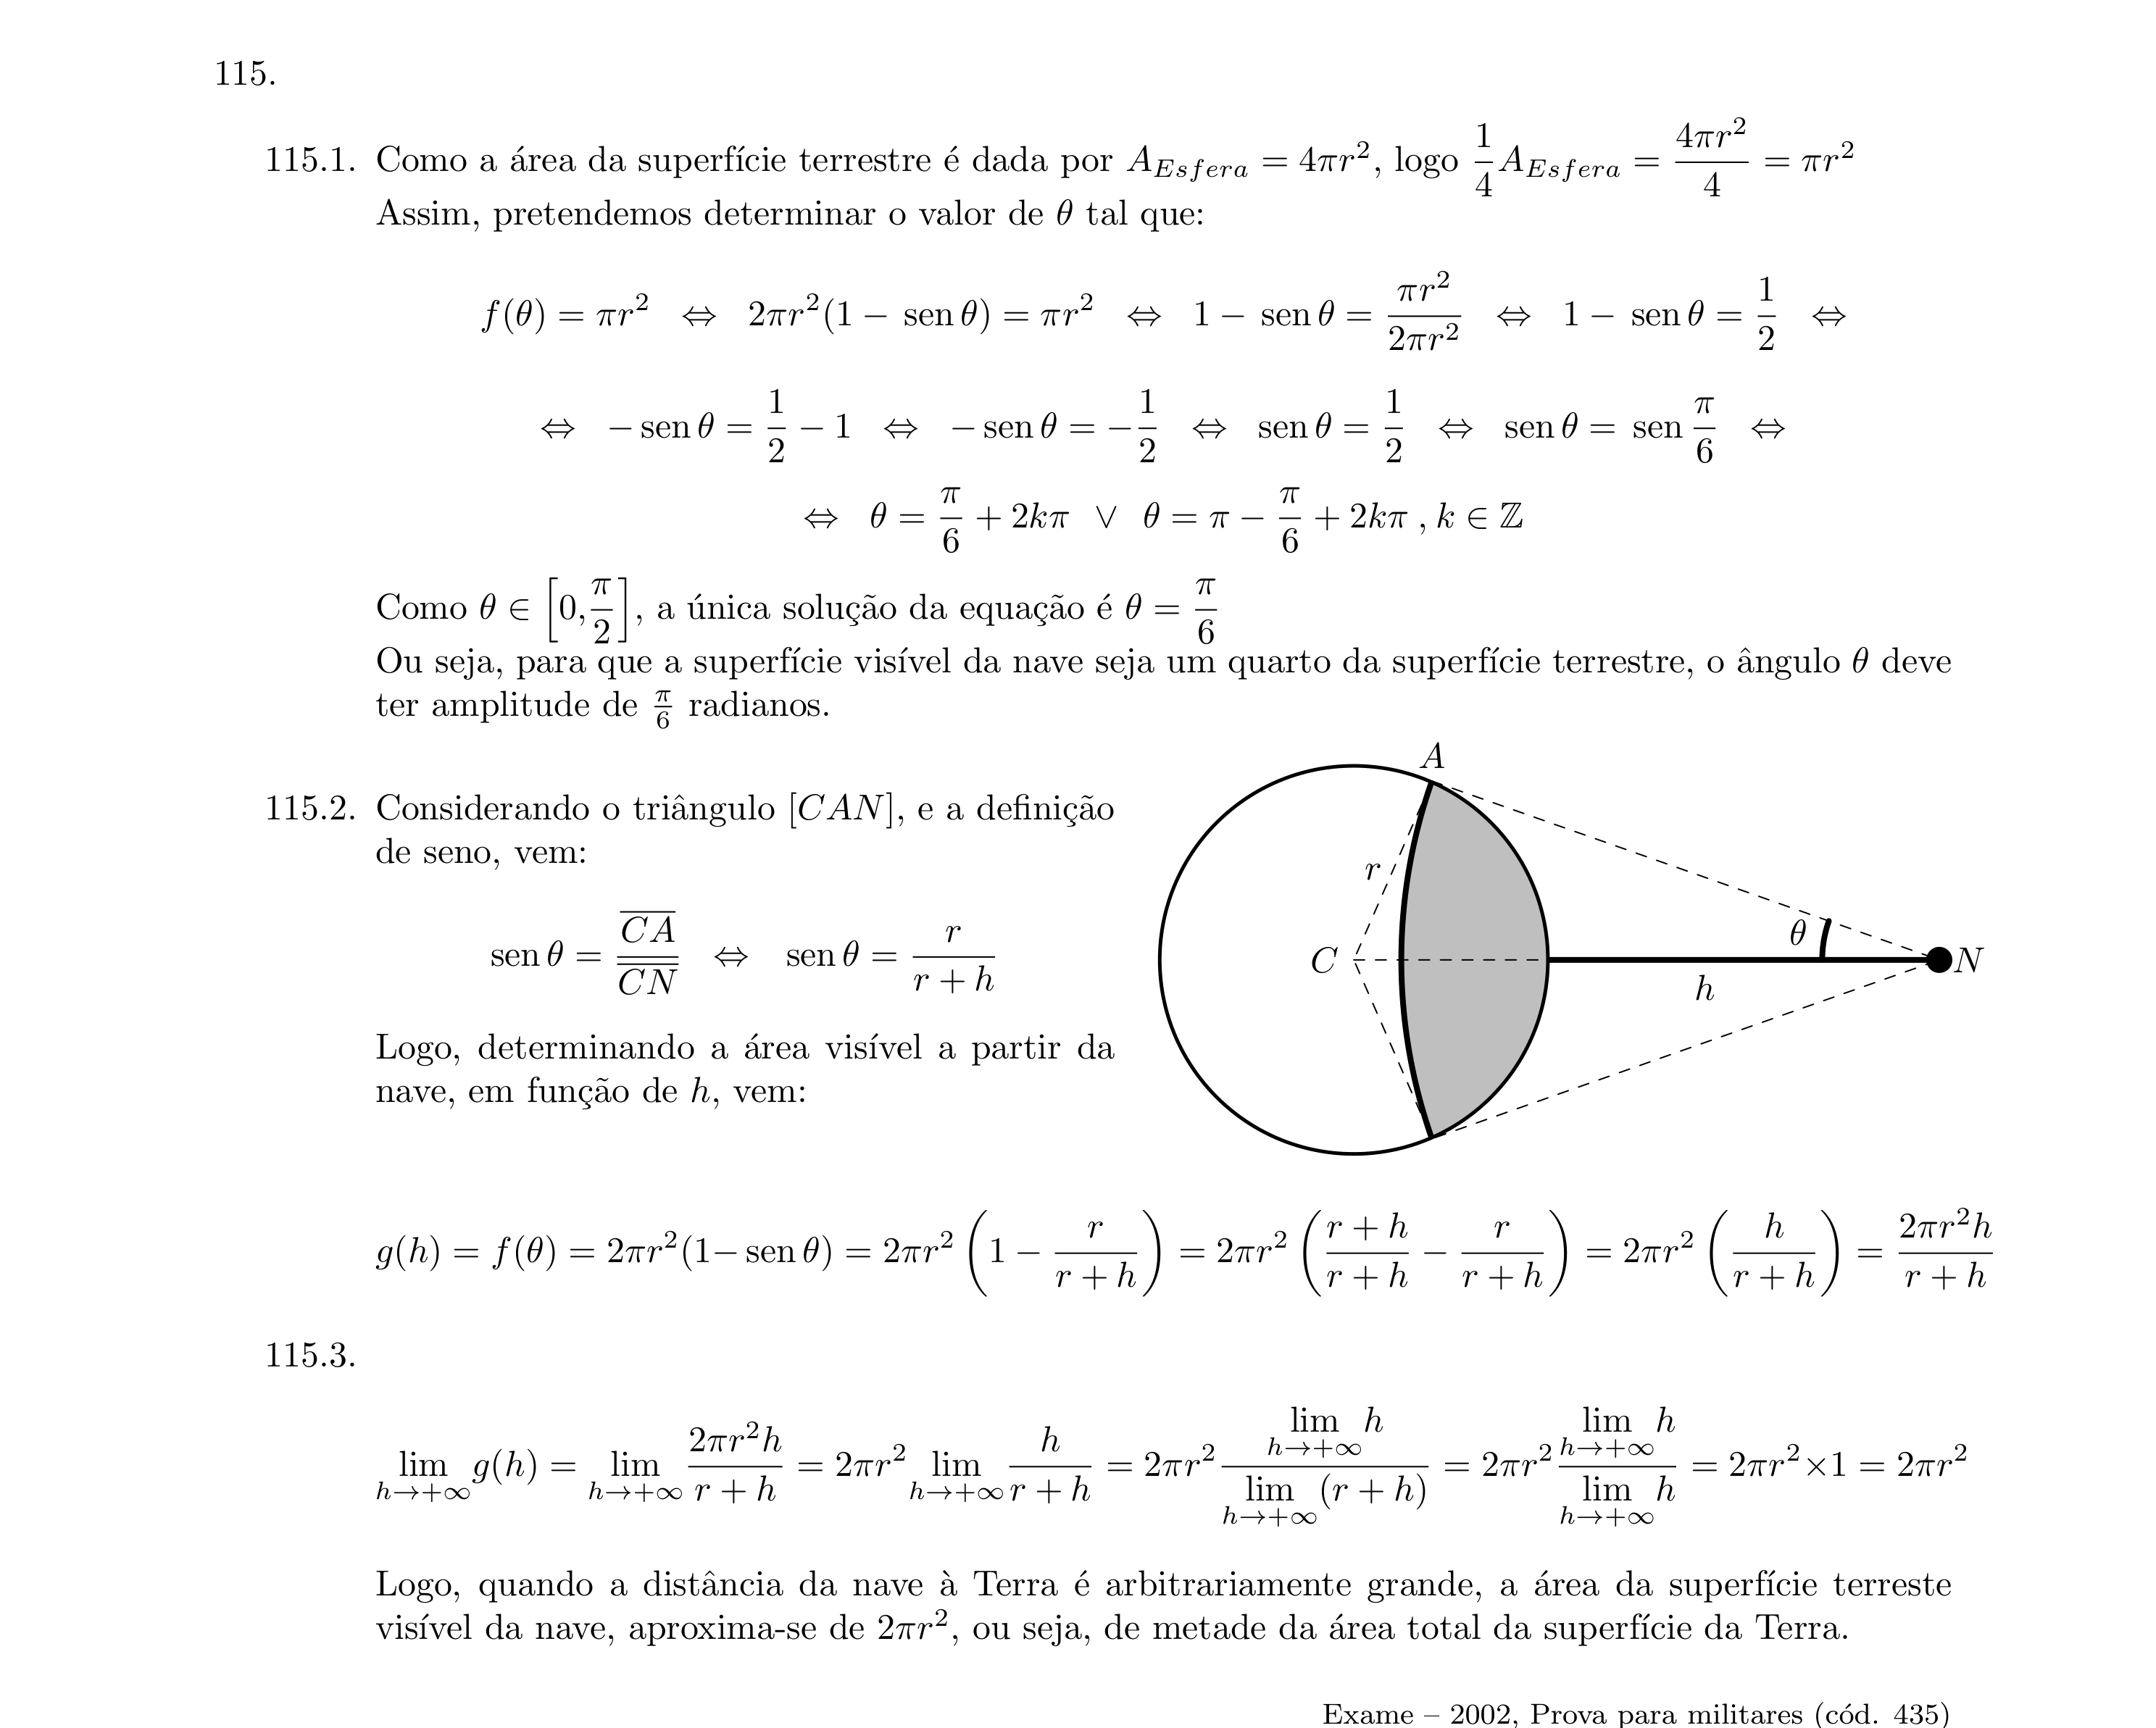 115.
115.1. Como a área da superfície terrestre é dada por $A_{Esfera} = 4\pi r^2$, logo $\frac{1}{4}A_{Esfera} = \frac{4\pi r^2}{4} = \pi r^2$
Assim, pretendemos determinar o valor de $\theta$ tal que:
$f(\theta) = \pi r^2 \Leftrightarrow 2\pi r^2(1 - \operatorname{sen}\theta) = \pi r^2 \Leftrightarrow 1 - \operatorname{sen}\theta = \frac{\pi r^2}{2\pi r^2} \Leftrightarrow 1 - \operatorname{sen}\theta = \frac{1}{2} \Leftrightarrow$
$\Leftrightarrow -\operatorname{sen}\theta = \frac{1}{2} - 1 \Leftrightarrow -\operatorname{sen}\theta = -\frac{1}{2} \Leftrightarrow \operatorname{sen}\theta = \frac{1}{2} \Leftrightarrow \operatorname{sen}\theta = \operatorname{sen}\frac{\pi}{6} \Leftrightarrow$
$\Leftrightarrow \theta = \frac{\pi}{6} + 2k\pi \lor \theta = \pi - \frac{\pi}{6} + 2k\pi , k \in \mathbb{Z}$
Como $\theta \in \left[0, \frac{\pi}{2}\right]$, a única solução da equação é $\theta = \frac{\pi}{6}$
Ou seja, para que a superfície visível da nave seja um quarto da superfície terrestre, o ângulo $\theta$ deve
ter amplitude de $\frac{\pi}{6}$ radianos.
115.2. Considerando o triângulo $[CAN]$, e a definição
de seno, vem:
$\operatorname{sen}\theta = \frac{\overline{CA}}{\overline{CN}} \Leftrightarrow \operatorname{sen}\theta = \frac{r}{r + h}$
Logo, determinando a área visível a partir da
nave, em função de $h$, vem:
A
r
C
θ
N
h
$g(h) = f(\theta) = 2\pi r^2(1 - \operatorname{sen}\theta) = 2\pi r^2\left(1 - \frac{r}{r + h}\right) = 2\pi r^2\left(\frac{r + h}{r + h} - \frac{r}{r + h}\right) = 2\pi r^2\left(\frac{h}{r + h}\right) = \frac{2\pi r^2 h}{r + h}$
115.3.
$\lim_{h \to +\infty} g(h) = \lim_{h \to +\infty} \frac{2\pi r^2 h}{r + h} = 2\pi r^2 \lim_{h \to +\infty} \frac{h}{r + h} = 2\pi r^2 \frac{\lim_{h \to +\infty} h}{\lim_{h \to +\infty}(r + h)} = 2\pi r^2 \frac{\lim_{h \to +\infty} h}{\lim_{h \to +\infty} h} = 2\pi r^2 \times 1 = 2\pi r^2$
Logo, quando a distância da nave à Terra é arbitrariamente grande, a área da superfície terreste
visível da nave, aproxima-se de $2\pi r^2$, ou seja, de metade da área total da superfície da Terra.
Exame – 2002, Prova para militares (cód. 435)